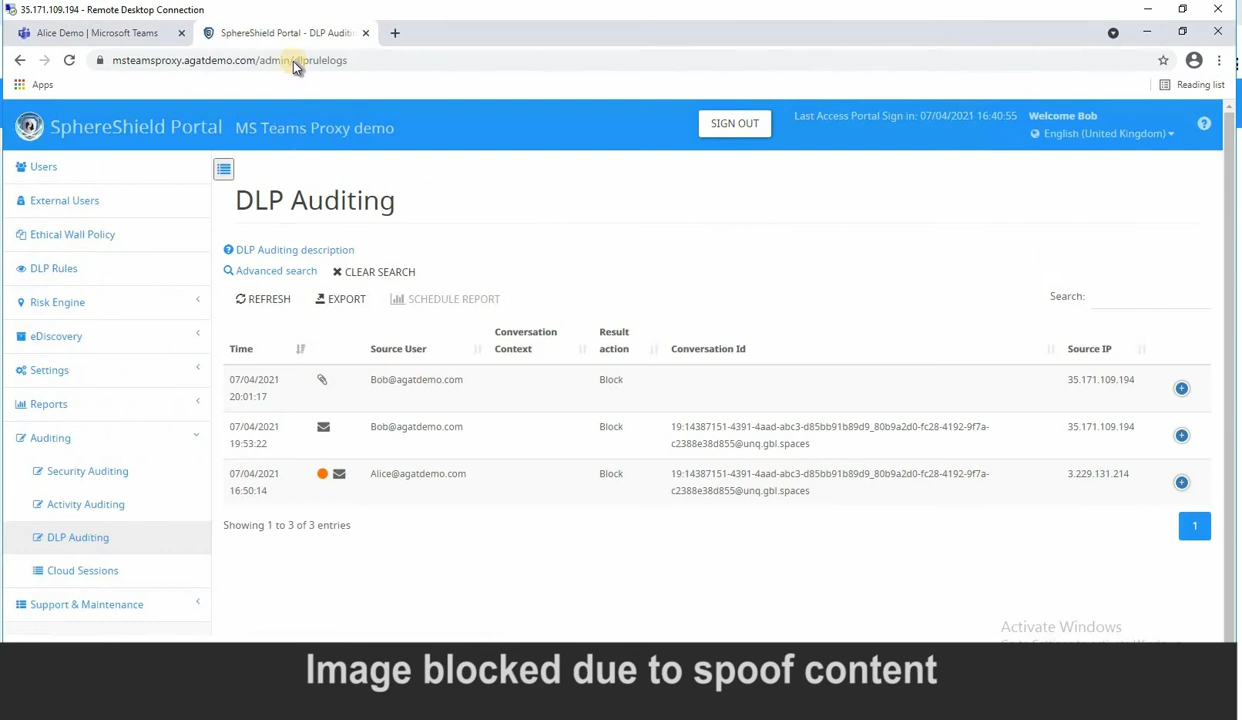 35.171.109.194 - Remote Desktop Connection
Alice Demo | Microsoft Teams
SphereShield Portal - DLP Auditin
msteamsproxy.agatdemo.com/admin/dlprulelogs
Apps
Reading list
SphereShield Portal MS Teams Proxy demo
SIGN OUT
Last Access Portal Sign in: 07/04/2021 16:40:55
Welcome Bob
English (United Kingdom)
Users
External Users
Ethical Wall Policy
DLP Rules
Risk Engine
eDiscovery
Settings
Reports
Auditing
Security Auditing
Activity Auditing
DLP Auditing
Cloud Sessions
Support & Maintenance
DLP Auditing
DLP Auditing description
Advanced search CLEAR SEARCH
REFRESH EXPORT SCHEDULE REPORT
Search:
Time Source User Conversation Context Result action Conversation Id Source IP
07/04/2021 Bob@agatdemo.com Block 35.171.109.194
20:01:17
07/04/2021 Bob@agatdemo.com Block 19:14387151-4391-4aad-abc3-d85bb91b89d9_80b9a2d0-fc28-4192-9f7a- 35.171.109.194
19:53:22 c2388e38d855@unq.gbl.spaces
07/04/2021 Alice@agatdemo.com Block 19:14387151-4391-4aad-abc3-d85bb91b89d9_80b9a2d0-fc28-4192-9f7a- 3.229.131.214
16:50:14 c2388e38d855@unq.gbl.spaces
Showing 1 to 3 of 3 entries
1
Activate Windows
Image blocked due to spoof content